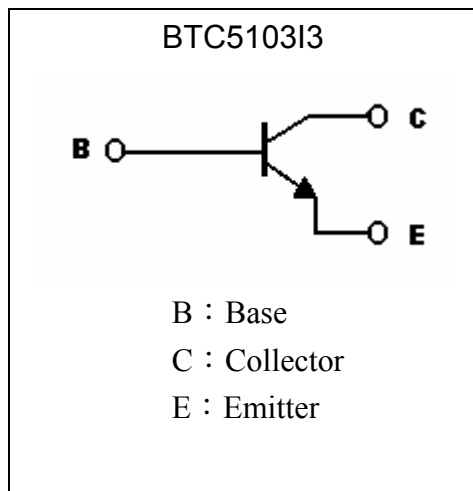 BTC5103I3
C
B
E
B：Base
C：Collector
E：Emitter